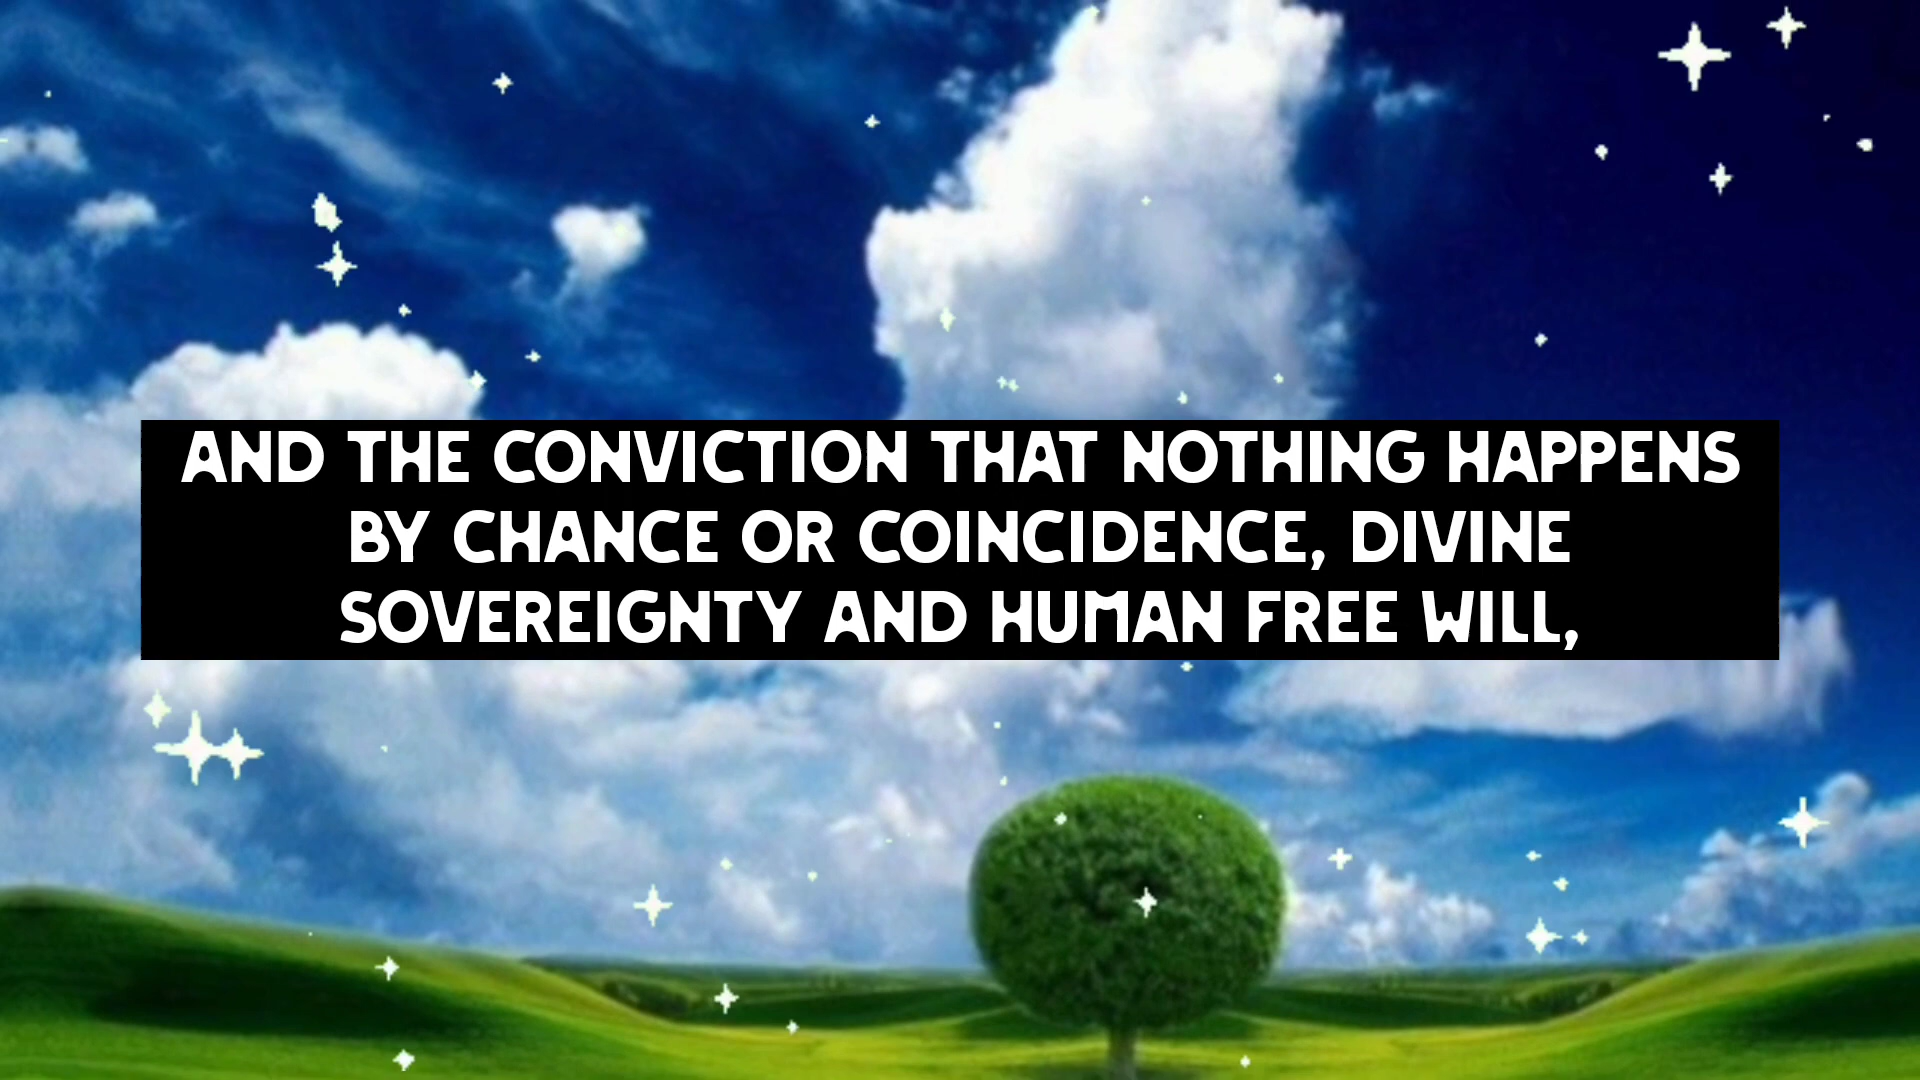 AND THE CONVICTION THAT NOTHING HAPPENS
BY CHANCE OR COINCIDENCE, DIVINE
SOVEREIGNTY AND HUMAN FREE WILL,